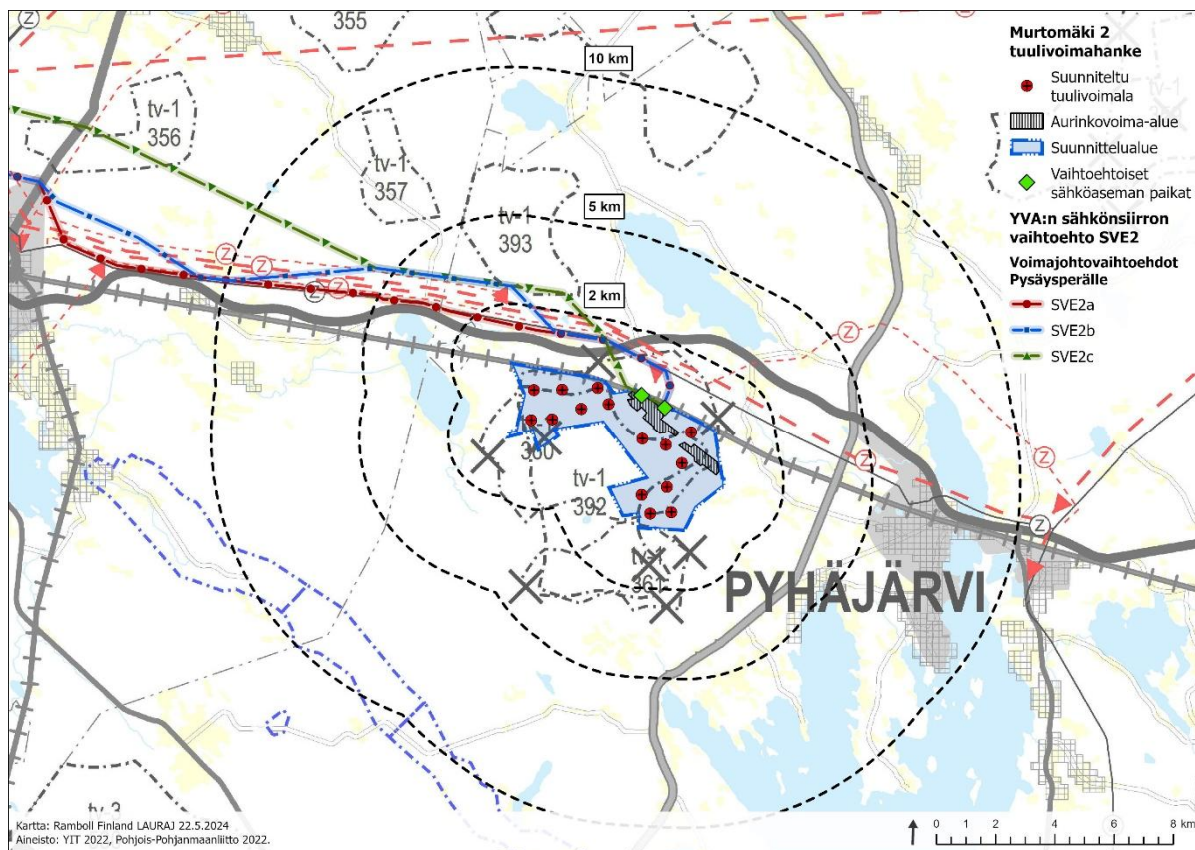 Z
355
10 km
tv-1
356
tv-1
357
5 km
tv-1
393
Z
Z
Z
Z
2 km
Z
tv-1
392
tv-1
361
PYHÄJÄRVI
Z
Z
Z
Murtomäki 2
tuulivoimahanke
Suunniteltu
tuulivoimala
Aurinkovoima-alue
Suunnittelualue
Vaihtoehtoiset
sähköaseman paikat
YVA:n sähkönsiirron
vaihtoehto SVE2
Voimajohtovaihtoehdot
Pysäysperälle
SVE2a
SVE2b
SVE2c
Kartta: Ramboll Finland LAURAJ 22.5.2024
Aineisto: YIT 2022, Pohjois-Pohjanmaanliitto 2022.
0 1 2 4 6 8 km